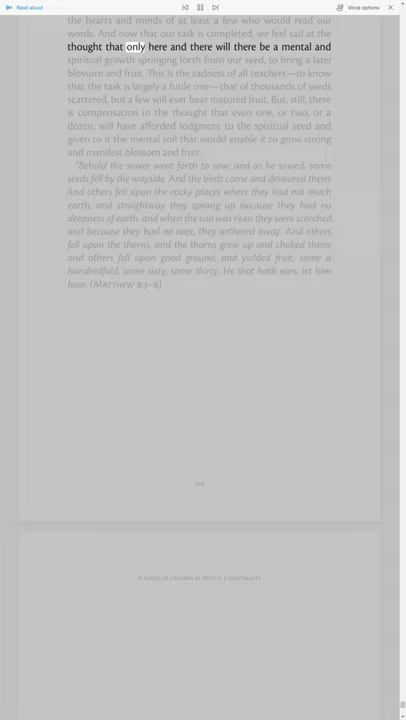 Read aloud
Voice options
the hearts and minds of at least a few who would read our
words. And now that our task is completed, we feel sad at the
thought that only here and there will there be a mental and
spiritual growth springing forth from our seed, to bring a later
blossom and fruit. This is the sadness of all teachers—to know
that the task is largely a futile one—that of thousands of seeds
scattered, but a few will ever bear matured fruit. But, still, there
is compensation in the thought that even one, or two, or a
dozen, will have afforded lodgment to the spiritual seed and
given to it the mental soil that would enable it to grow strong
and manifest blossom and fruit.
"Behold the sower went forth to sow; and as he sowed, some
seeds fell by the wayside. And the birds came and devoured them:
And others fell upon the rocky places where they had not much
earth, and straightway they sprang up because they had no
deepness of earth, and when the sun was risen they were scorched,
and because they had no root, they withered away. And others
fell upon the thorns, and the thorns grew up and choked them;
and others fell upon good ground, and yielded fruit, some a
hundredfold, some sixty, some thirty. He that hath ears, let him
hear. (Matthew 8:3–8)
A Series of Lessons in Mystic Christianity